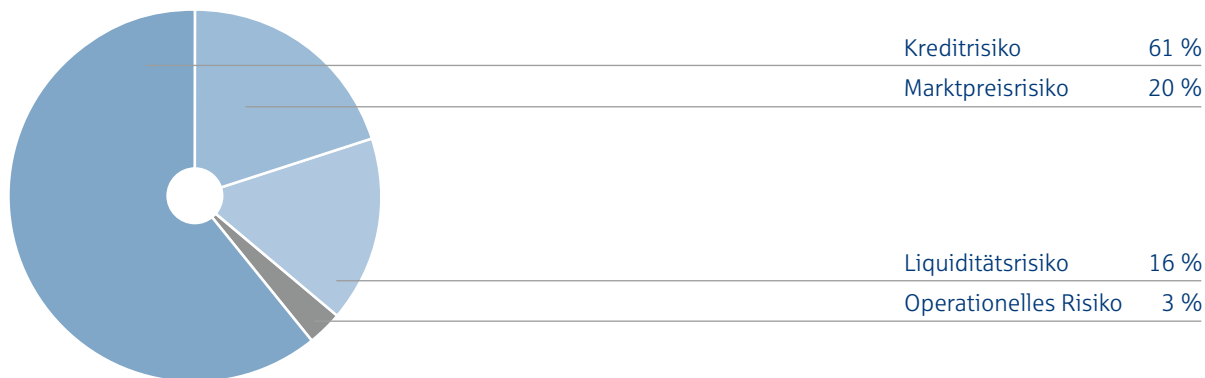 Kreditrisiko 61 %
Marktpreisrisiko 20 %
Liquiditätsrisiko 16 %
Operationelles Risiko 3 %